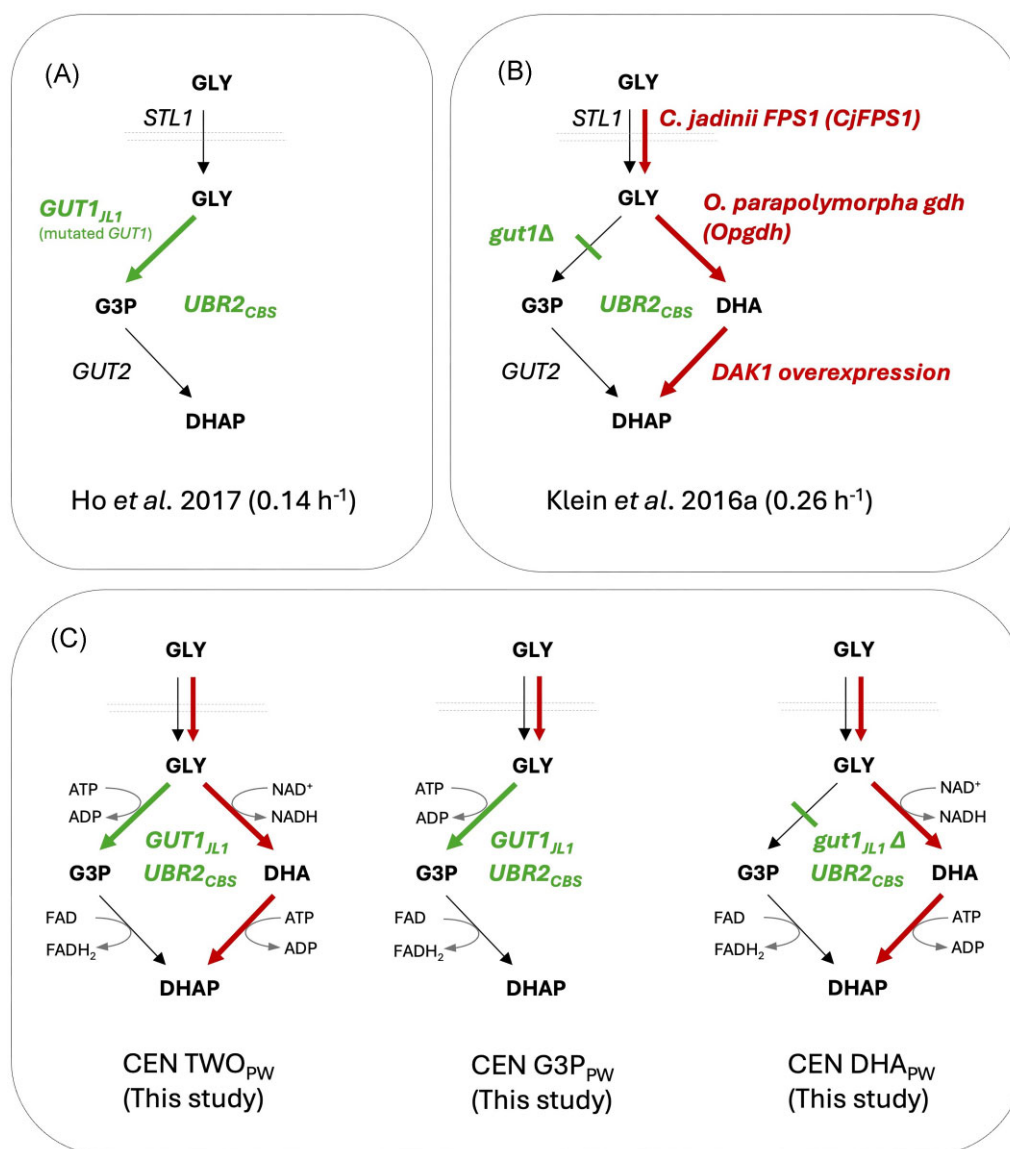 (A)
GLY
STL1
GLY
GUT1JL1
(mutated GUT1)
G3P
UBR2CBS
GUT2
DHAP
Ho et al. 2017 (0.14 h-1)
(B)
GLY
STL1
C. jadinii FPS1 (CjFPS1)
GLY
O. parapolymorpha gdh
(Opgdh)
gut1Δ
G3P
UBR2CBS
DHA
GUT2
DAK1 overexpression
DHAP
Klein et al. 2016a (0.26 h-1)
(C)
GLY
GLY
ATP
NAD+
ADP
NADH
GUT1JL1
G3P
UBR2CBS
DHA
FAD
ATP
FADH2
ADP
DHAP
CEN TWOPW
(This study)
GLY
GLY
ATP
ADP
GUT1JL1
G3P
UBR2CBS
FAD
FADH2
DHAP
CEN G3PPW
(This study)
GLY
GLY
NAD+
NADH
gut1JL1 Δ
G3P
UBR2CBS
DHA
FAD
ATP
FADH2
ADP
DHAP
CEN DHAPW
(This study)